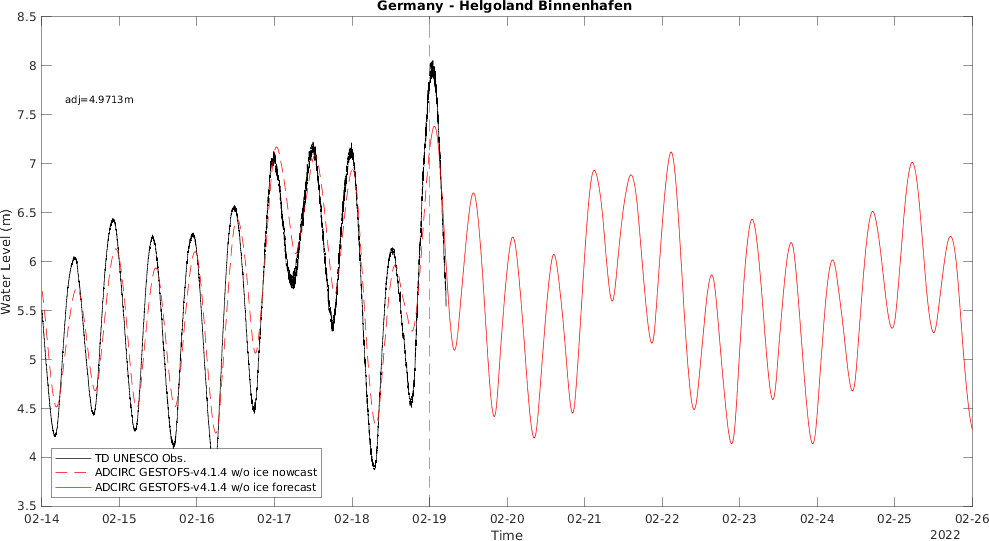 Germany - Helgoland Binnenhafen
8.5
8
7.5
7
6.5
6
5.5
5
4.5
4
3.5
Water Level (m)
adj=4.9713m
TD UNESCO Obs.
ADCIRC GESTOFS-v4.1.4 w/o ice nowcast
ADCIRC GESTOFS-v4.1.4 w/o ice forecast
02-14 02-15 02-16 02-17 02-18 02-19 02-20 02-21 02-22 02-23 02-24 02-25 02-26
Time
2022